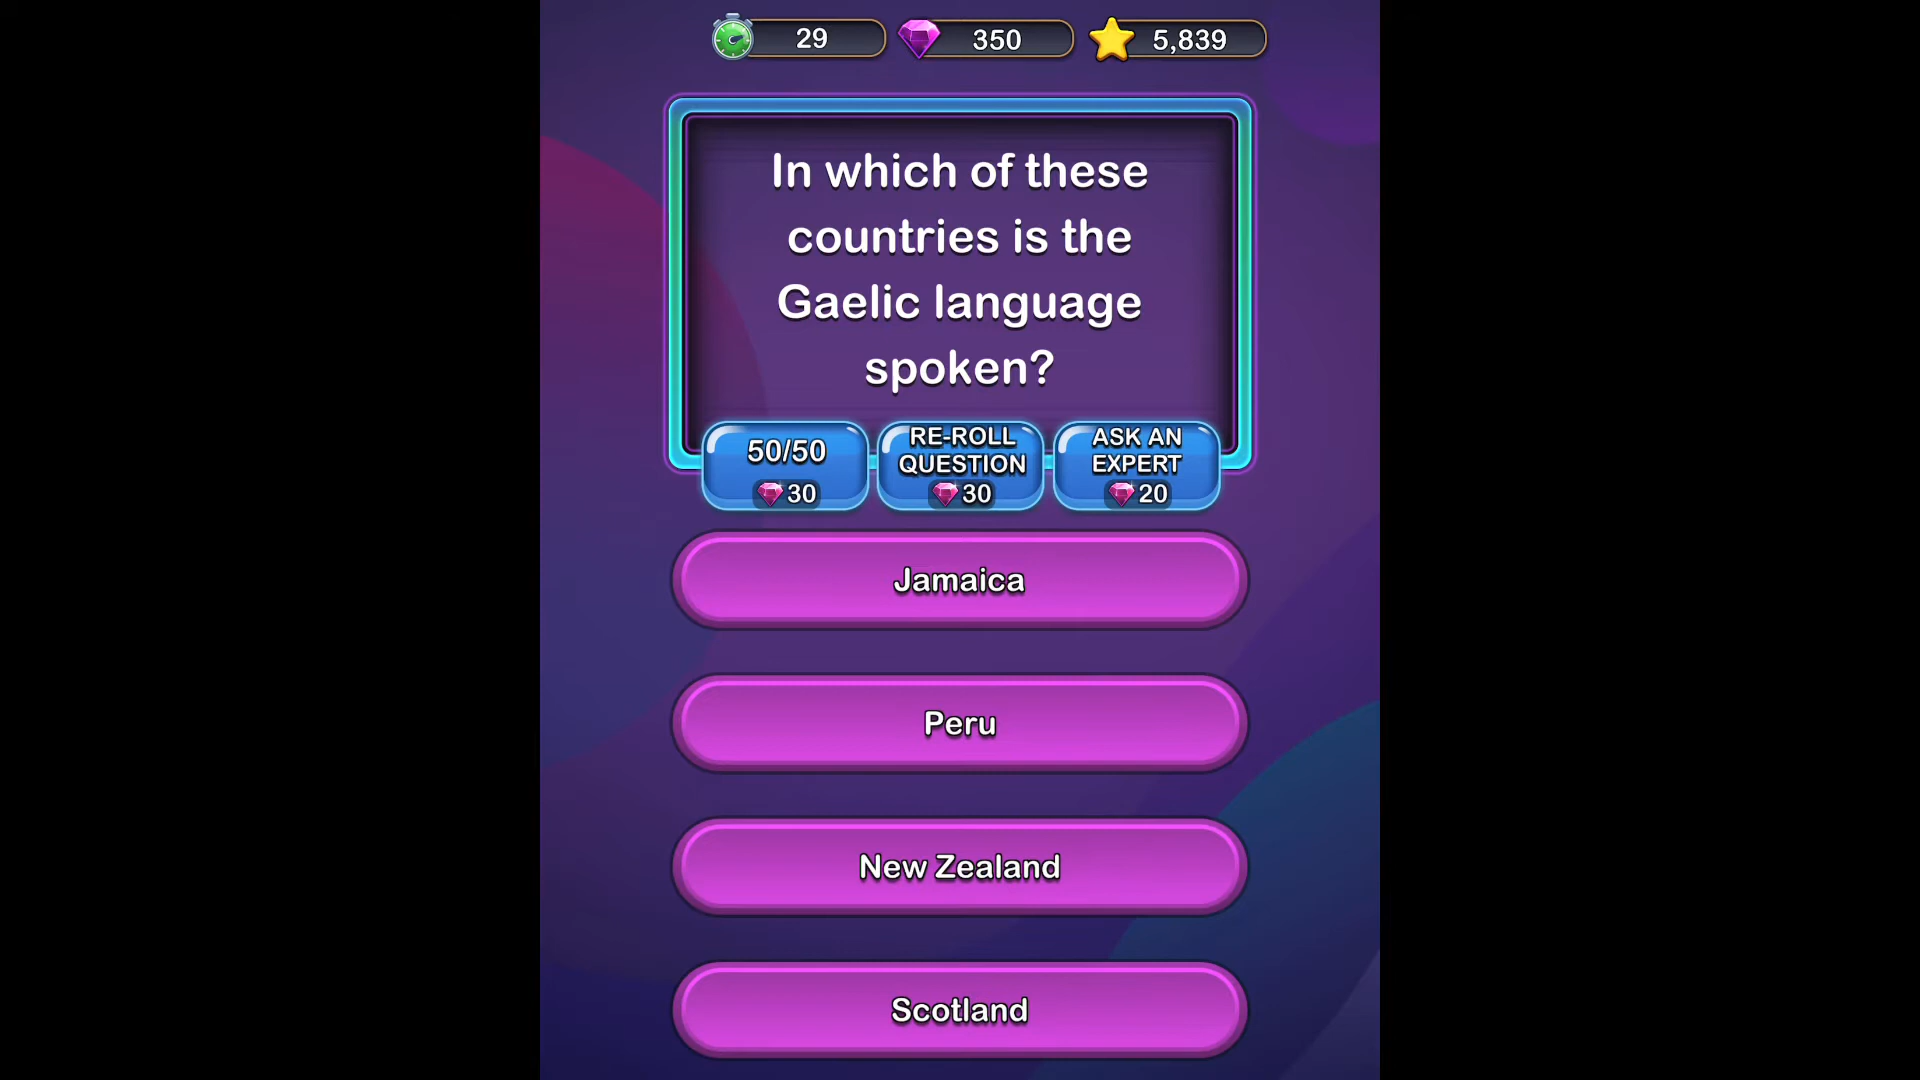 29 350 5,839
In which of these
countries is the
Gaelic language
spoken?
50/50
30
RE-ROLL
QUESTION
30
ASK AN
EXPERT
20
Jamaica
Peru
New Zealand
Scotland